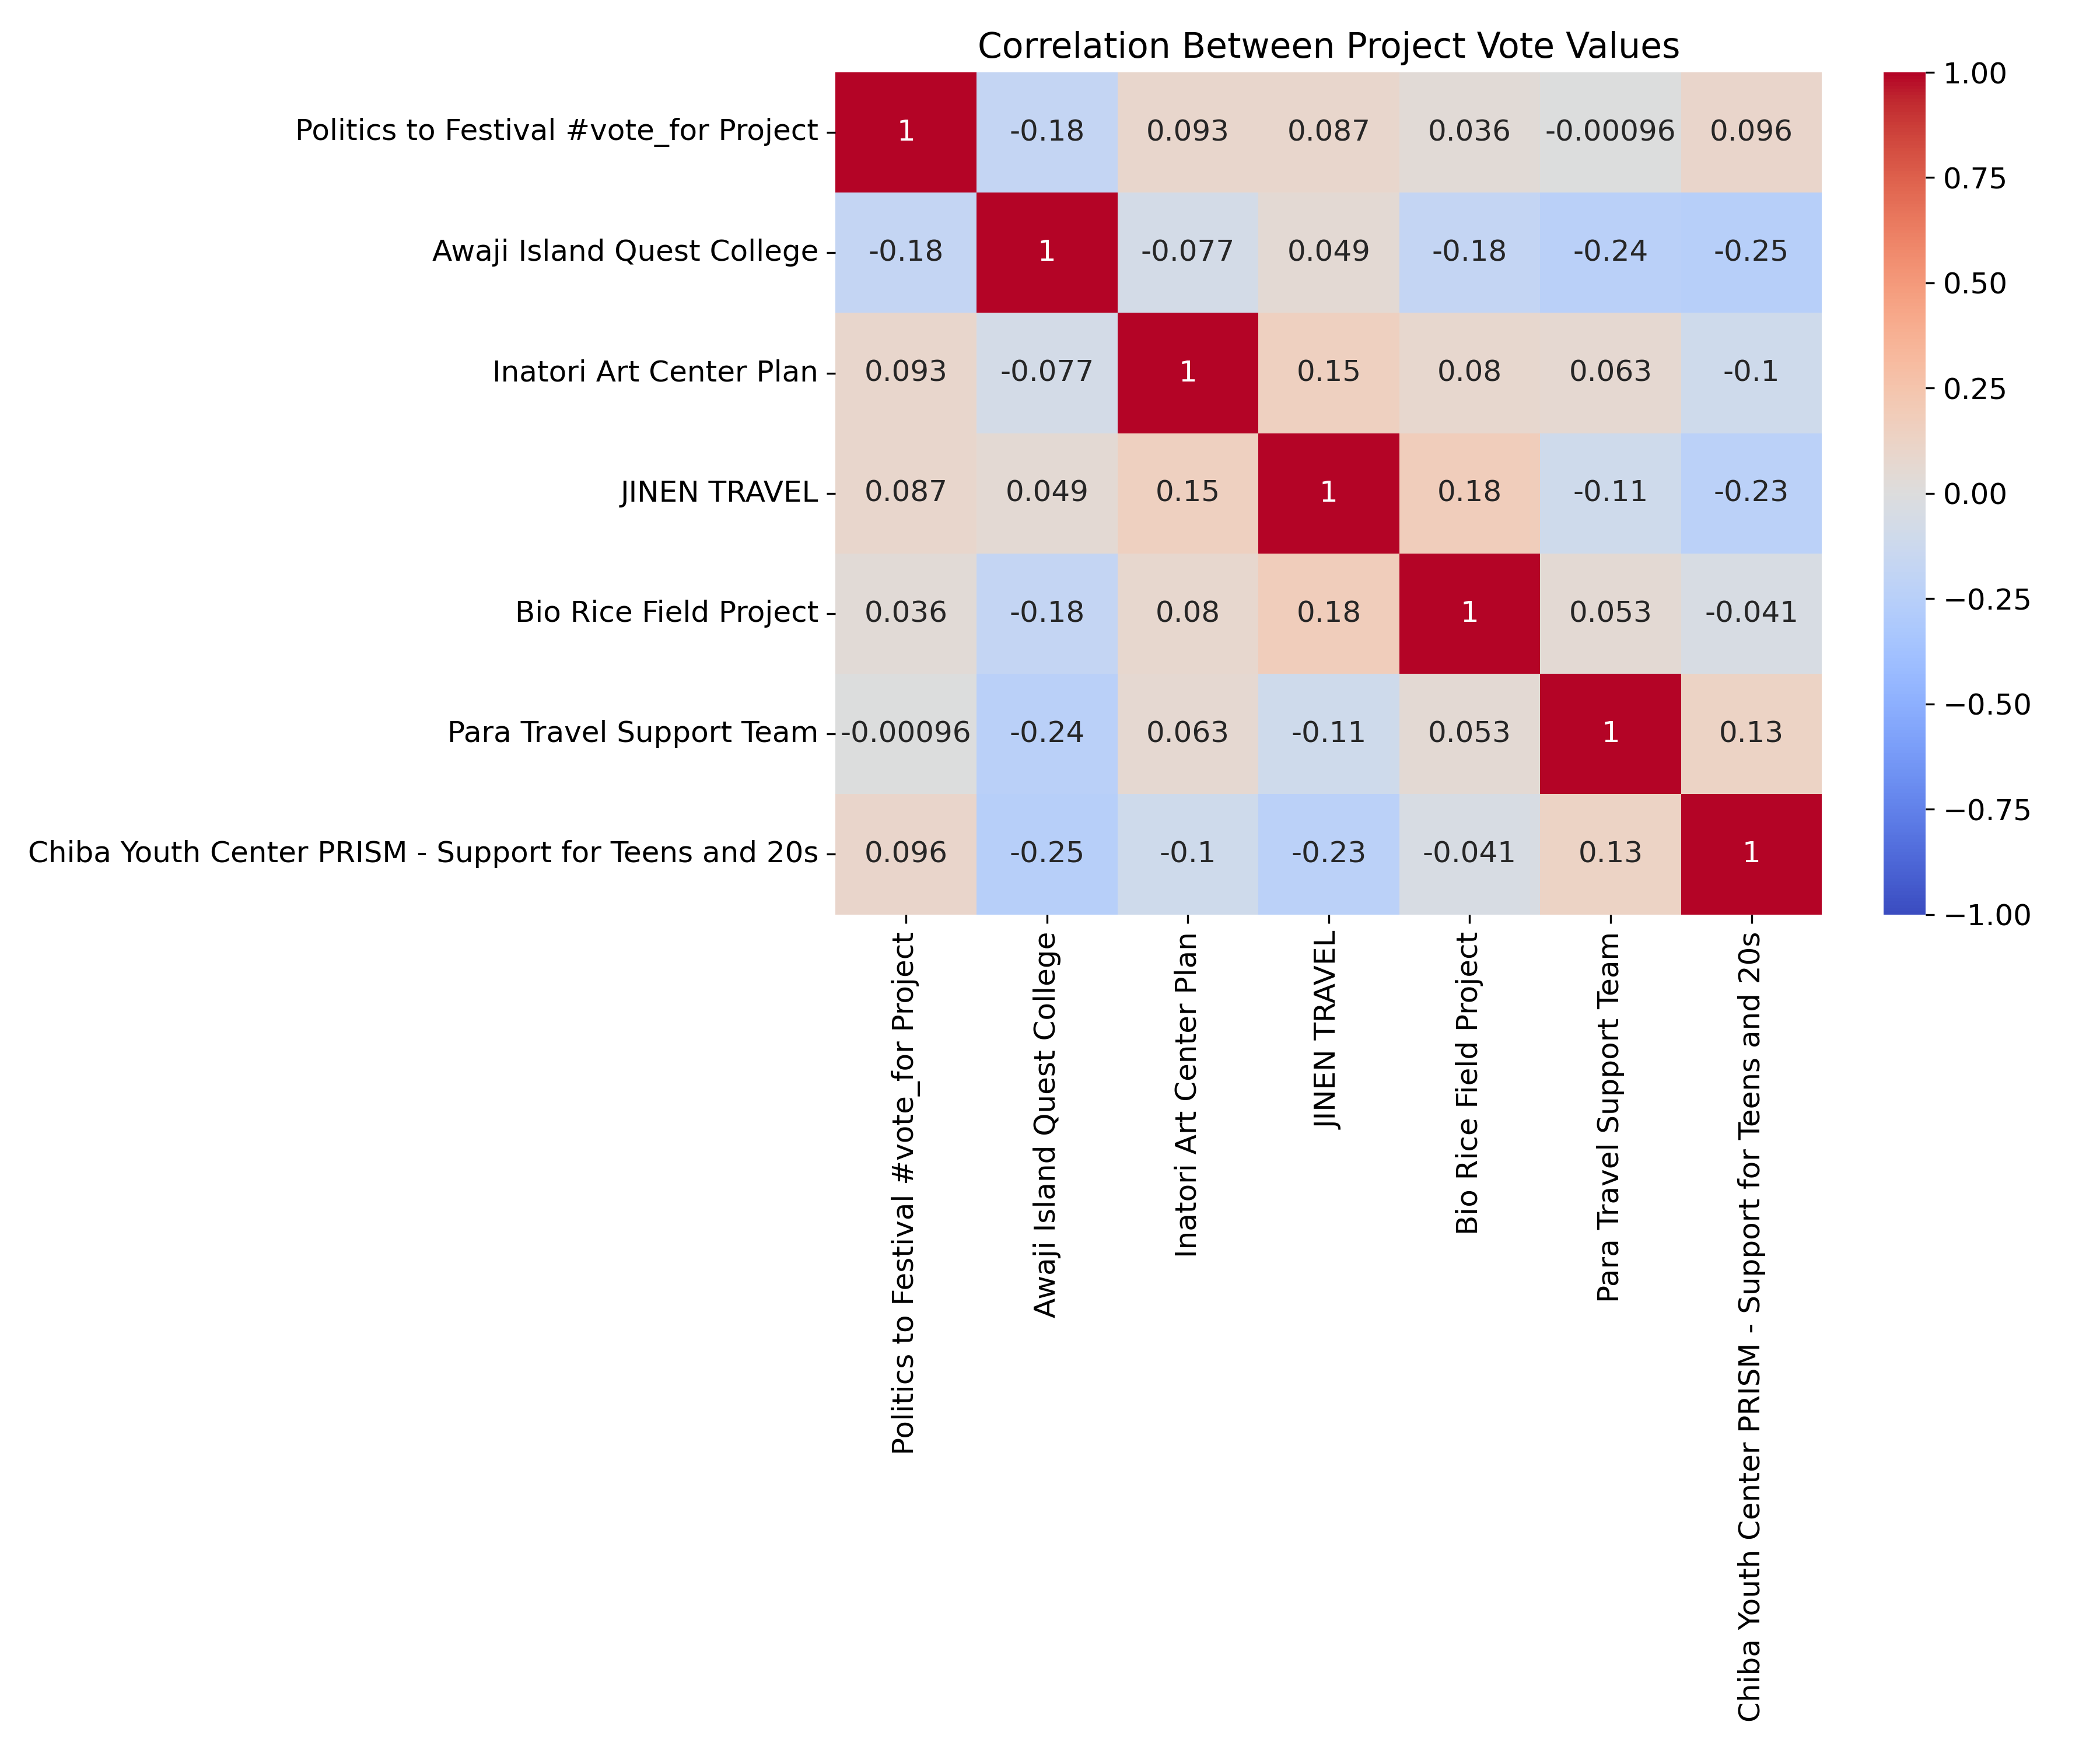 Correlation Between Project Vote Values
Politics to Festival #vote_for Project 1 -0.18 0.093 0.087 0.036 -0.00096 0.096
Awaji Island Quest College -0.18 1 -0.077 0.049 -0.18 -0.24 -0.25
Inatori Art Center Plan 0.093 -0.077 1 0.15 0.08 0.063 -0.1
JINEN TRAVEL 0.087 0.049 0.15 1 0.18 -0.11 -0.23
Bio Rice Field Project 0.036 -0.18 0.08 0.18 1 0.053 -0.041
Para Travel Support Team -0.00096 -0.24 0.063 -0.11 0.053 1 0.13
Chiba Youth Center PRISM - Support for Teens and 20s 0.096 -0.25 -0.1 -0.23 -0.041 0.13 1
Politics to Festival #vote_for Project
Awaji Island Quest College
Inatori Art Center Plan
JINEN TRAVEL
Bio Rice Field Project
Para Travel Support Team
Chiba Youth Center PRISM - Support for Teens and 20s
1.00
0.75
0.50
0.25
0.00
−0.25
−0.50
−0.75
−1.00